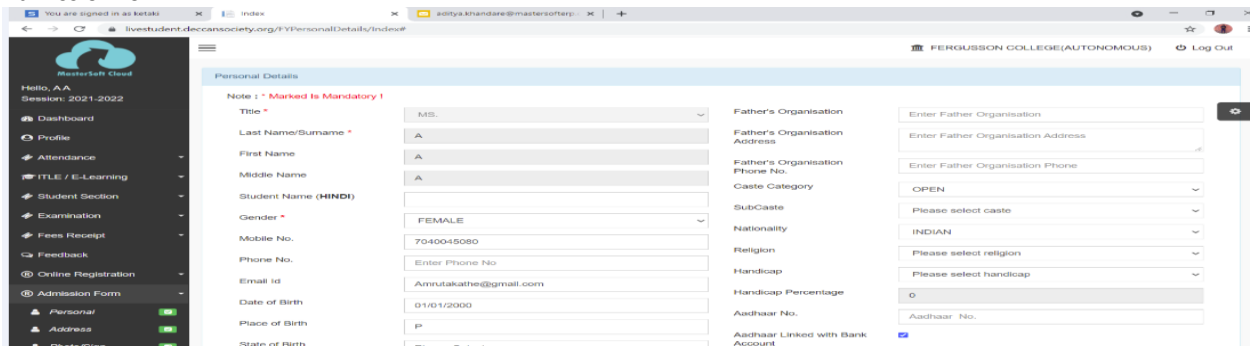 You are signed in as ketaki
Index
aditya.khandare@mastersofterp.
livestudent.deccansociety.org/FYPersonalDetails/Index#
MasterSoft Cloud
Hello, A A
Session: 2021-2022
Dashboard
Profile
Attendance
ITLE / E-Learning
Student Section
Examination
Fees Receipt
Feedback
Online Registration
Admission Form
Personal
Address
FERGUSSON COLLEGE(AUTONOMOUS) Log Out
Personal Details
Note : * Marked Is Mandatory !
Title * MS.
Last Name/Surname * A
First Name A
Middle Name A
Student Name (HINDI)
Gender * FEMALE
Mobile No. 7040045080
Phone No. Enter Phone No
Email Id Amrutakathe@gmail.com
Date of Birth 01/01/2000
Place of Birth P
State of Birth
Father's Organisation Enter Father Organisation
Father's Organisation Enter Father Organisation Address
Address
Father's Organisation Enter Father Organisation Phone
Phone No.
Caste Category OPEN
SubCaste Please select caste
Nationality INDIAN
Religion Please select religion
Handicap Please select handicap
Handicap Percentage 0
Aadhaar No. Aadhaar No.
Aadhaar Linked with Bank
Account